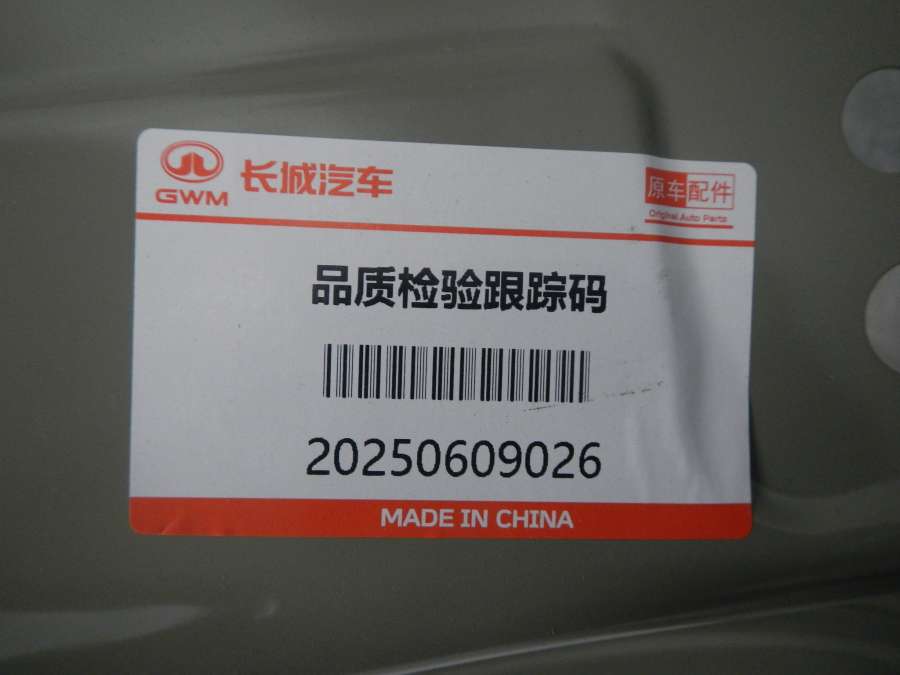 GWM 长城汽车
原车配件
Original Auto Parts
品质检验跟踪码
20250609026
MADE IN CHINA